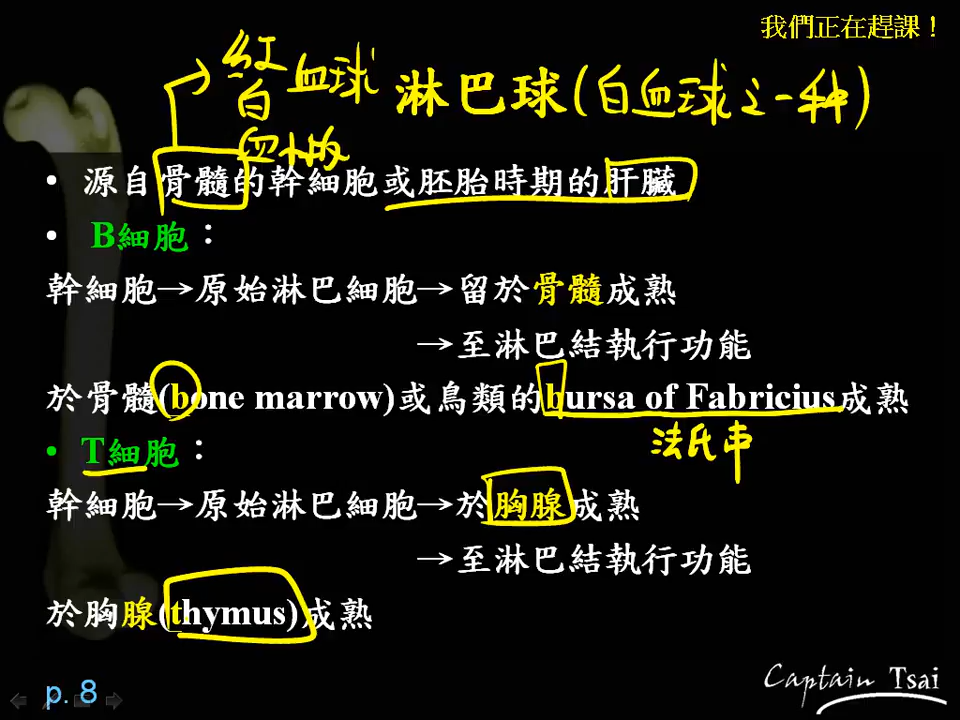 我們正在趕課！
紅血球
白
血小板
淋巴球(白血球之一种)
• 源自骨髓的幹細胞或胚胎時期的肝臟
• B細胞：
幹細胞→原始淋巴細胞→留於骨髓成熟
→至淋巴結執行功能
於骨髓(bone marrow)或鳥類的bursa of Fabricius成熟
法氏囊
• T細胞：
幹細胞→原始淋巴細胞→於胸腺成熟
→至淋巴結執行功能
於胸腺(thymus)成熟
p. 8
Captain Tsai